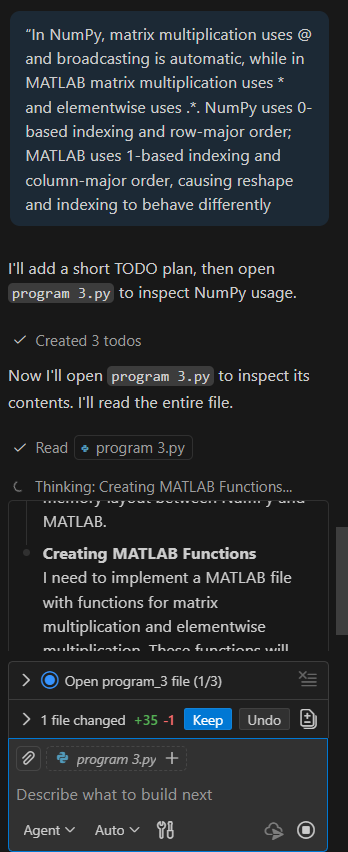 “In NumPy, matrix multiplication uses @
and broadcasting is automatic, while in
MATLAB matrix multiplication uses *
and elementwise uses .*. NumPy uses 0-
based indexing and row-major order;
MATLAB uses 1-based indexing and
column-major order, causing reshape
and indexing to behave differently
I'll add a short TODO plan, then open
program 3.py to inspect NumPy usage.
Created 3 todos
Now I'll open program 3.py to inspect its
contents. I'll read the entire file.
Read program 3.py
Thinking: Creating MATLAB Functions...
memory layout between NumPy and
MATLAB.
Creating MATLAB Functions
I need to implement a MATLAB file
with functions for matrix
multiplication and elementwise
multiplication. These functions will
Open program_3 file (1/3)
1 file changed +35 -1 Keep Undo
program 3.py
Describe what to build next
Agent Auto